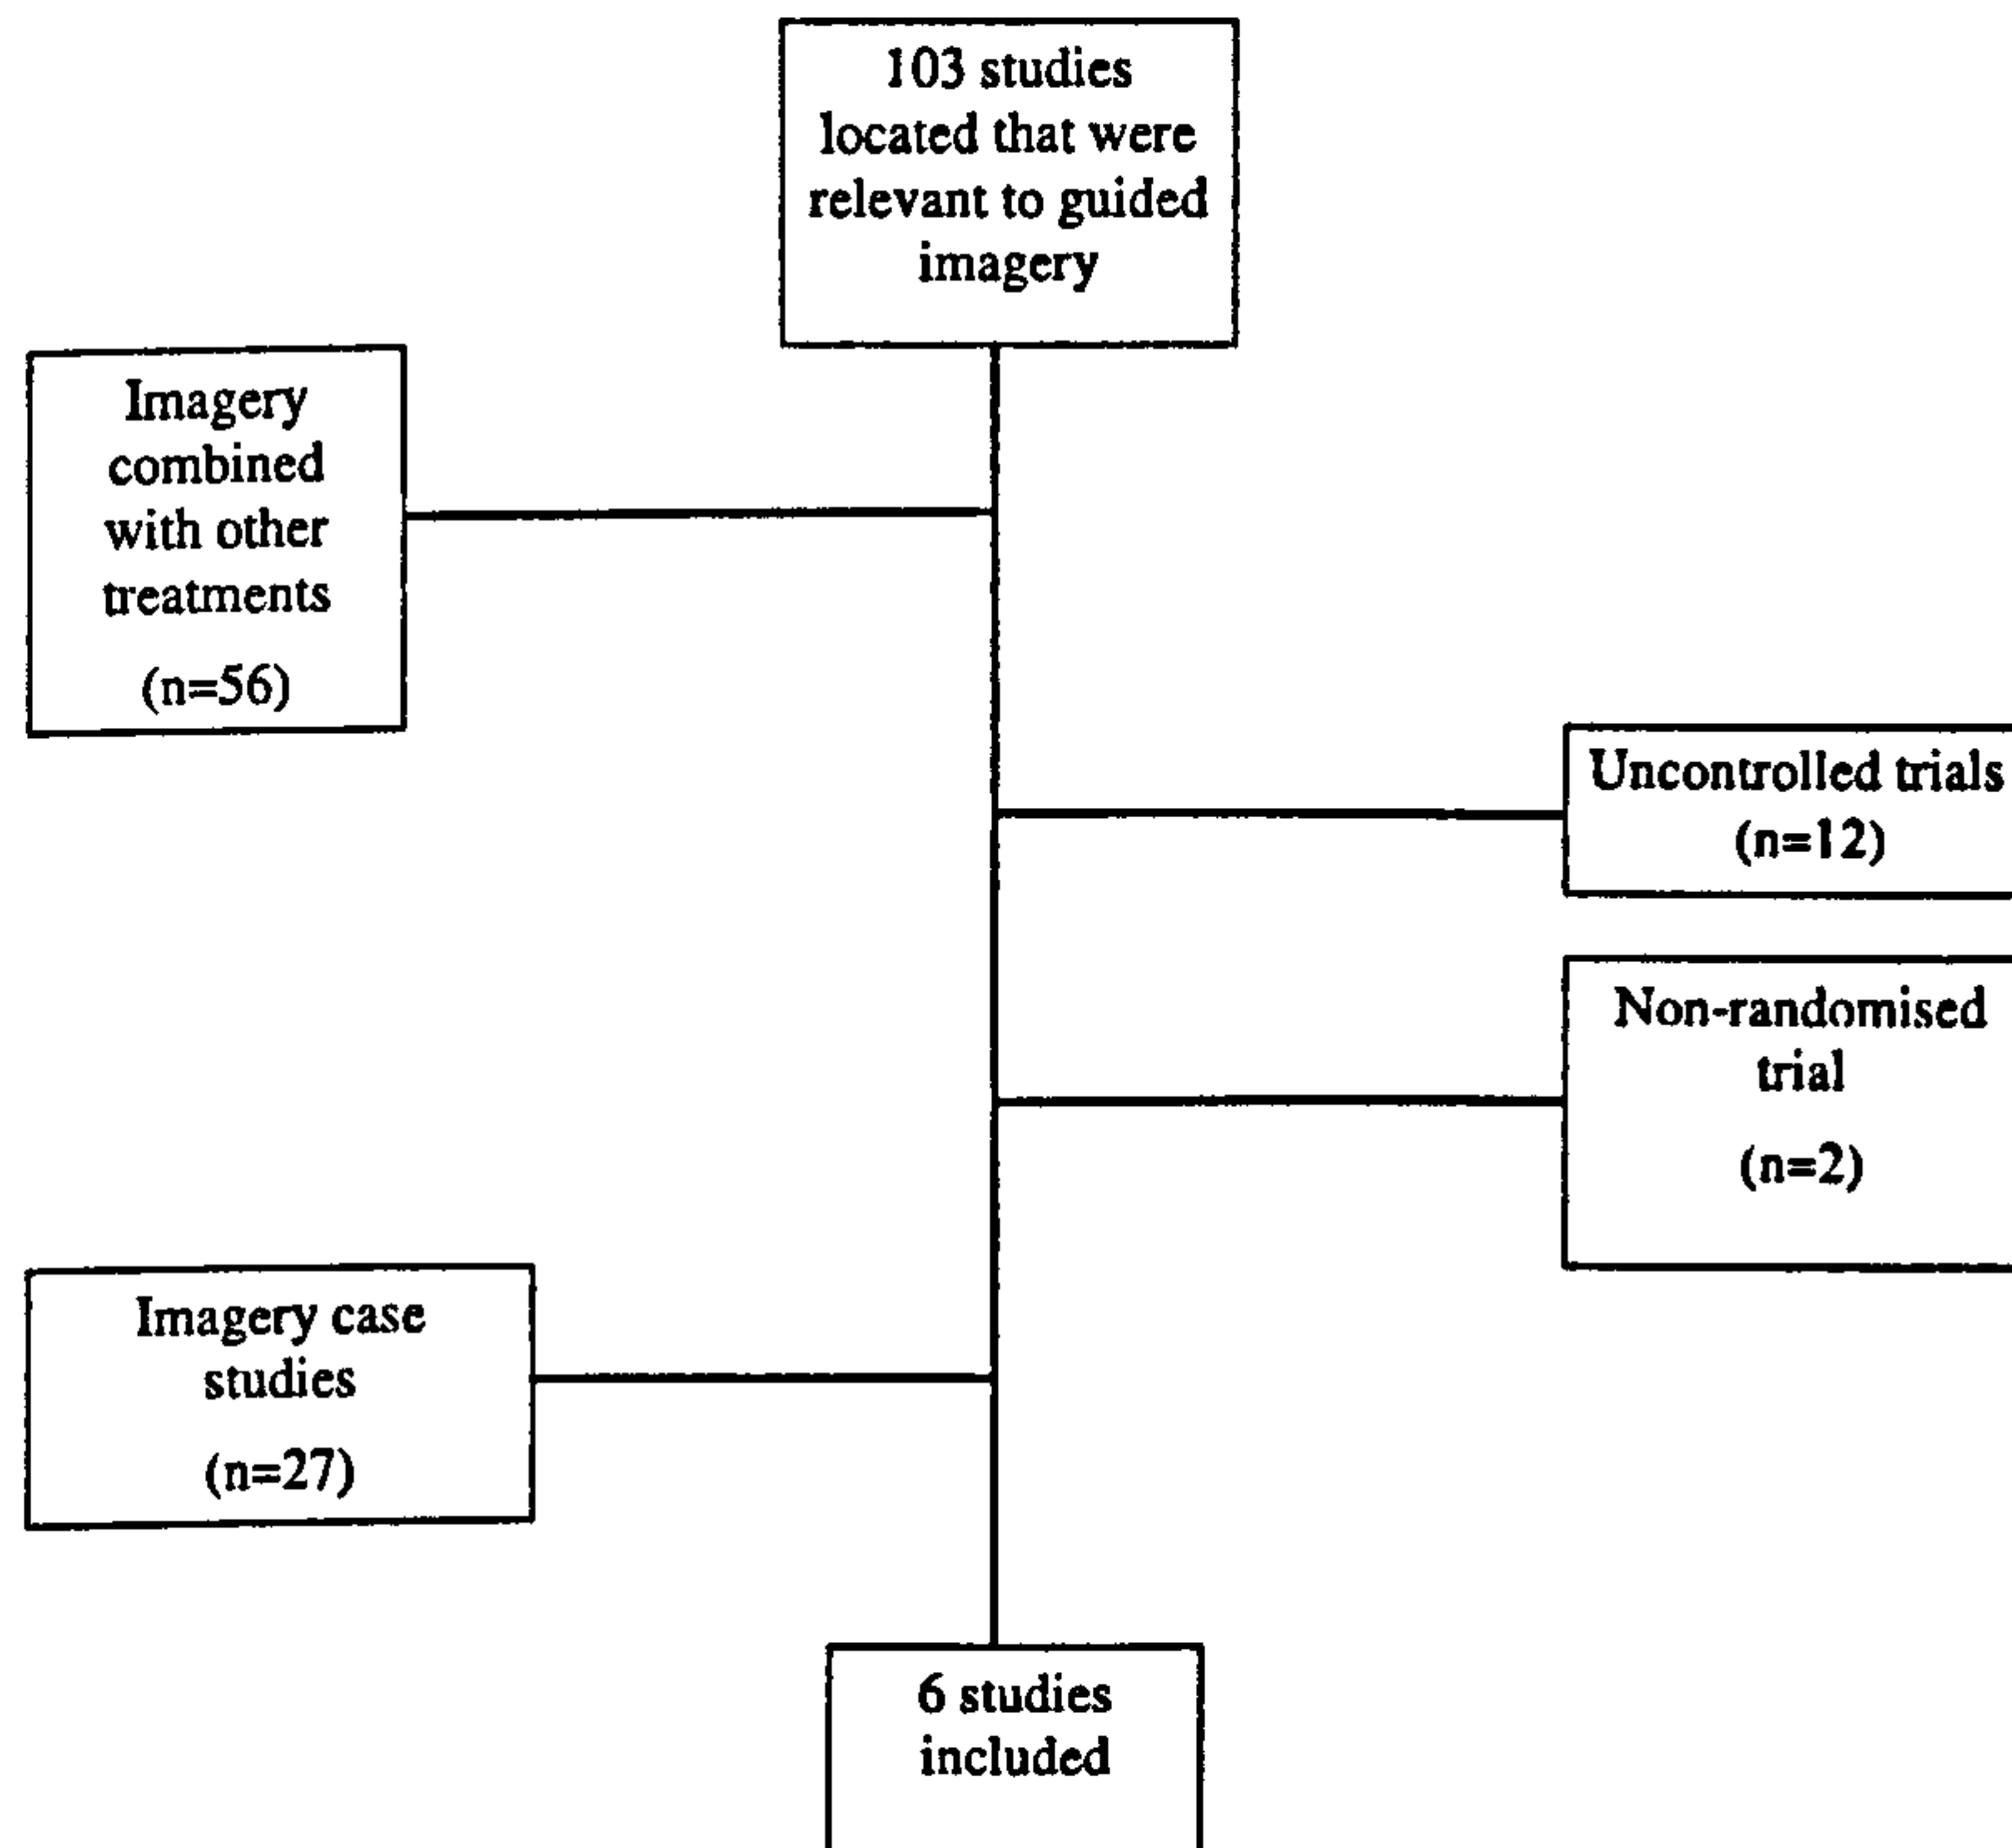 103 studies
located that were
relevant to guided
imagery
Imagery
combined
with other
treatments
(n=56)
Uncontrolled trials
(n=12)
Non-randomised
trial
(n=2)
Imagery case
studies
(n=27)
6 studies
included